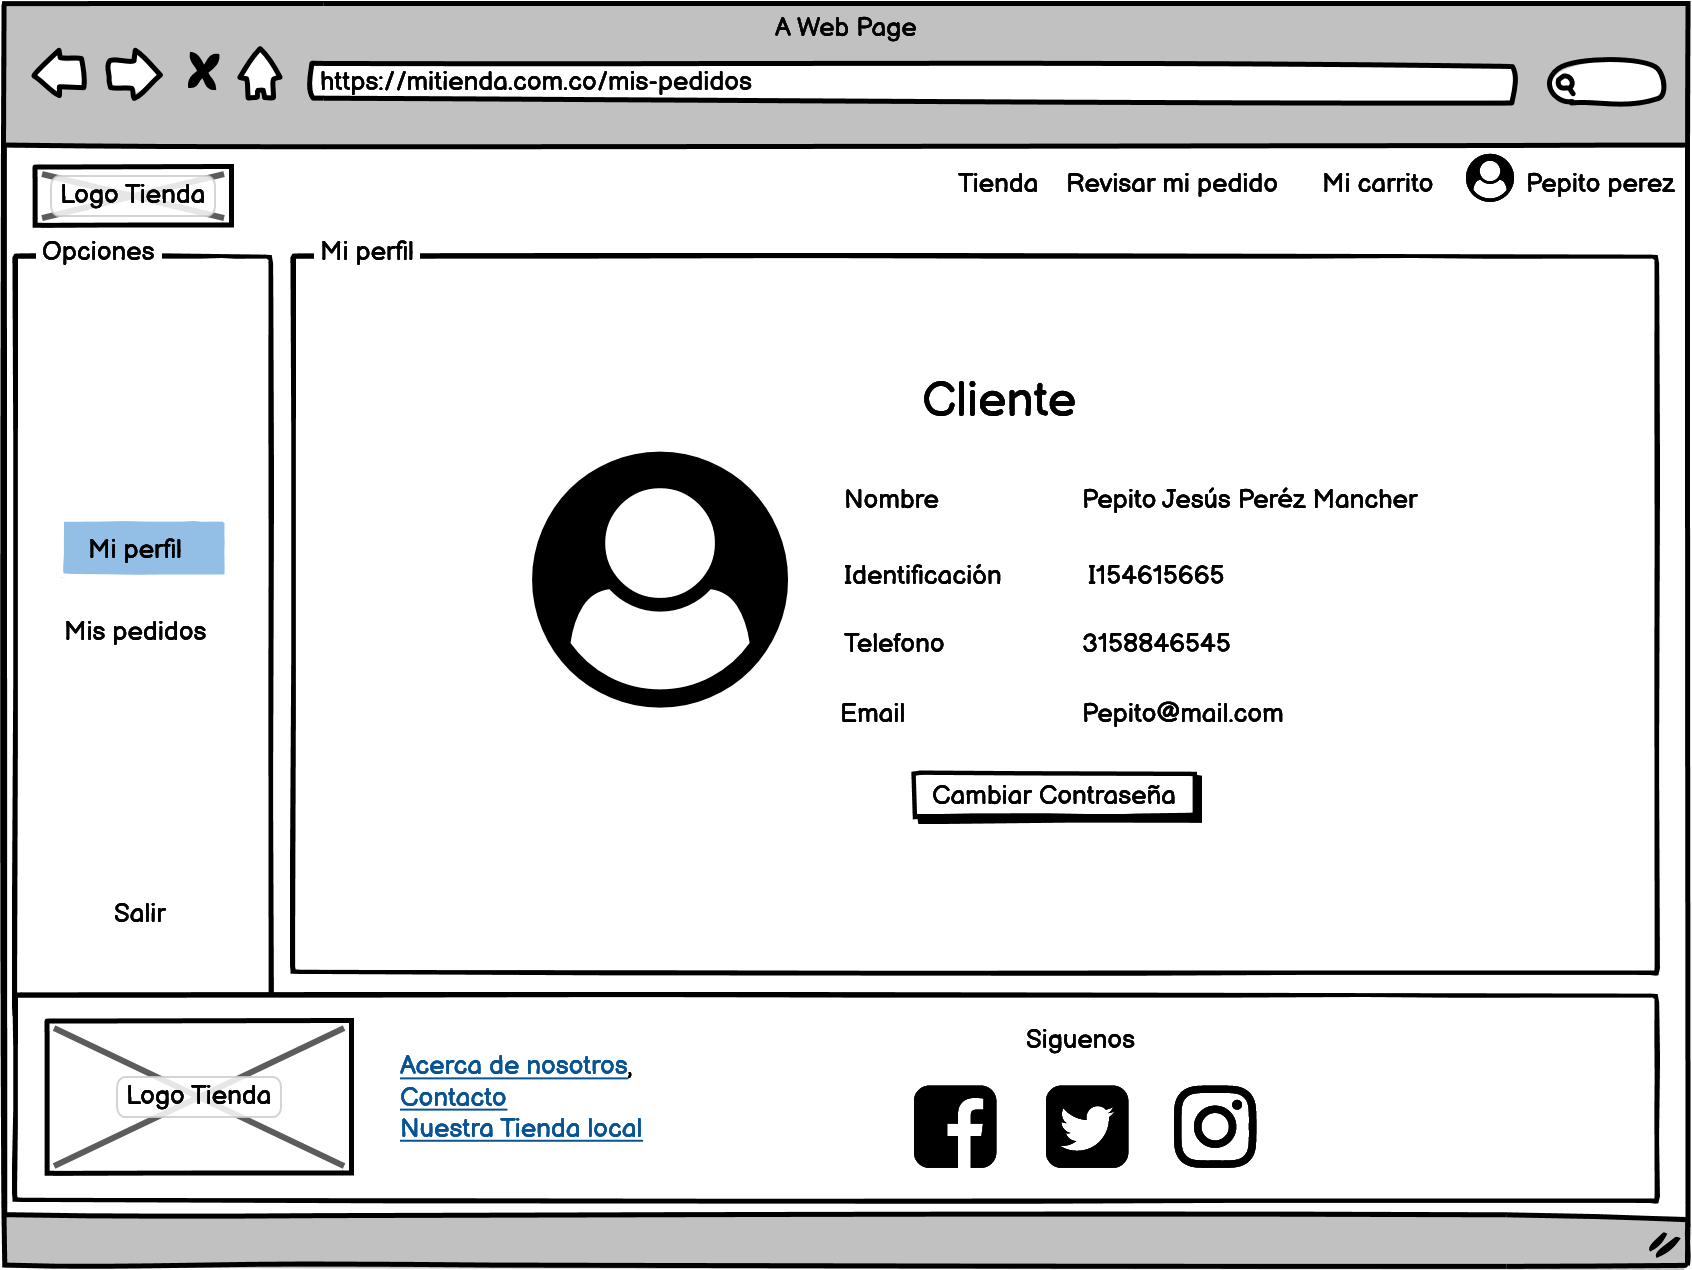 A Web Page
https://mitienda.com.co/mis-pedidos
Logo Tienda
Tienda Revisar mi pedido Mi carrito Pepito perez
Opciones
Mi perfil
Mis pedidos
Salir
Mi perfil
Cliente
Nombre Pepito Jesús Peréz Mancher
Identificación I154615665
Telefono 3158846545
Email Pepito@mail.com
Cambiar Contraseña
Logo Tienda
Acerca de nosotros,
Contacto
Nuestra Tienda local
Siguenos